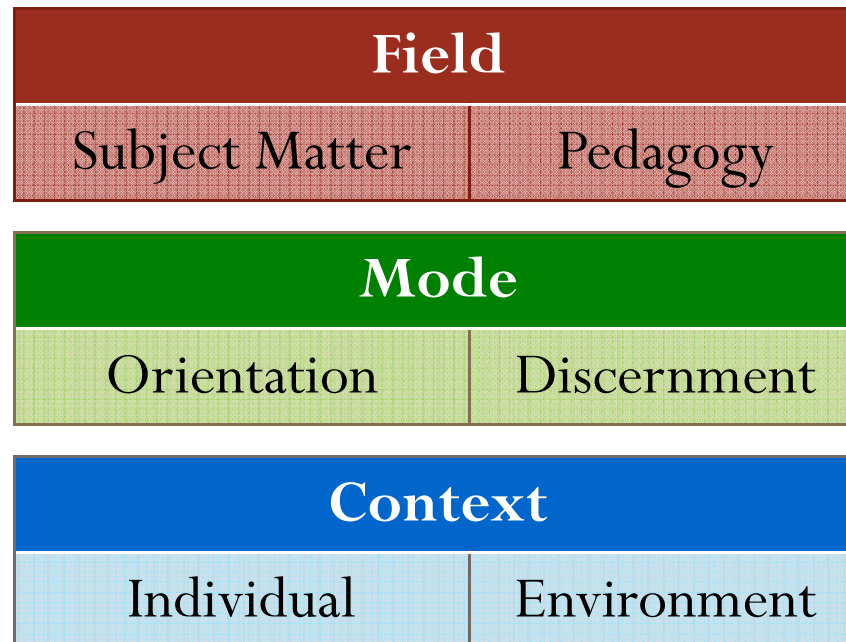 Field
Subject Matter Pedagogy
Mode
Orientation Discernment
Context
Individual Environment